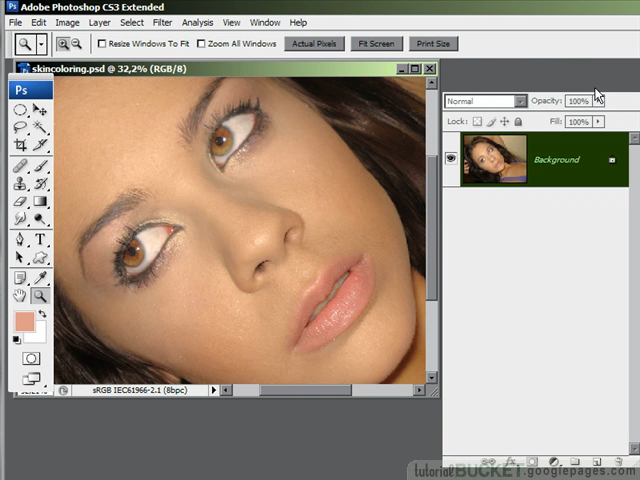 Adobe Photoshop CS3 Extended
File Edit Image Layer Select Filter Analysis View Window Help
Resize Windows To Fit Zoom All Windows Actual Pixels Fit Screen Print Size
skincoloring.psd @ 32,2% (RGB/8)
Ps
Normal Opacity: 100%
Lock: Fill: 100%
Background
T
sRGB IEC61966-2.1 (8bpc)
tutorialBUCKET.googlepages.com